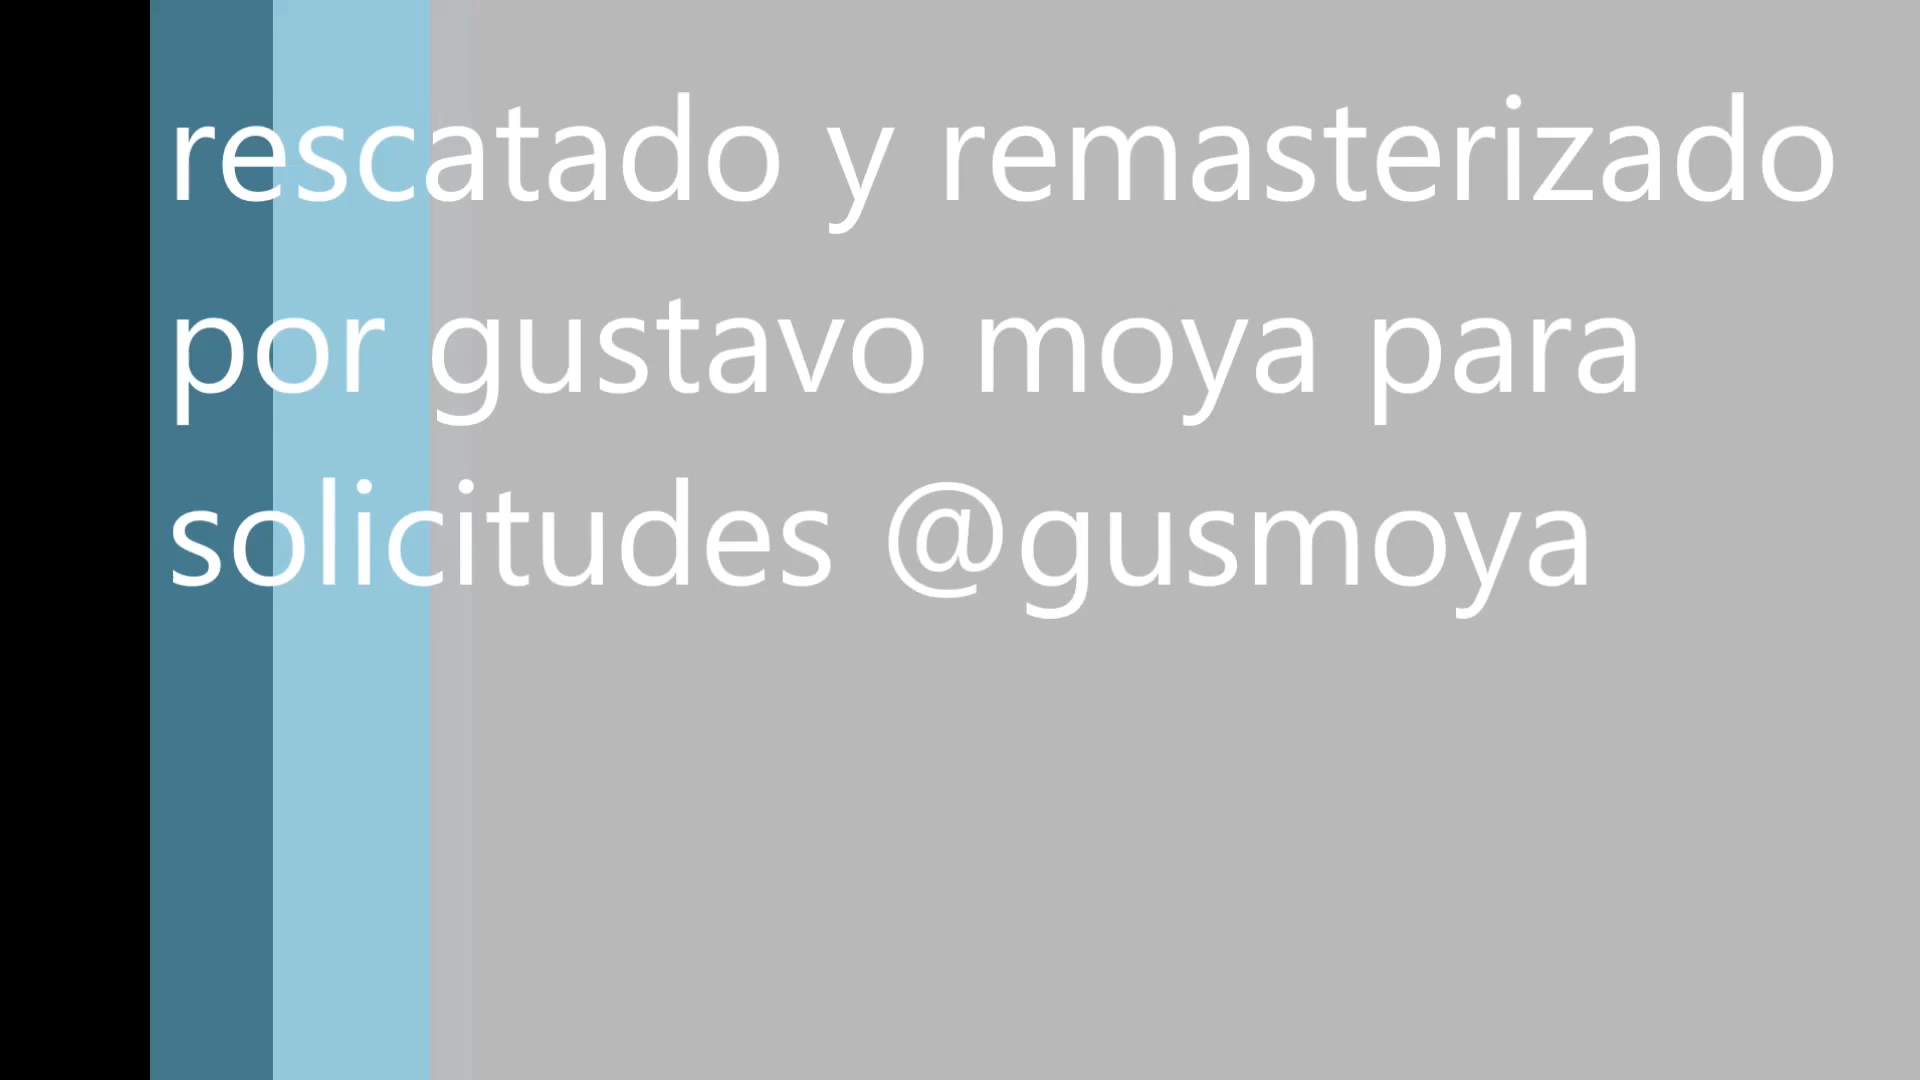 rescatado y remasterizado
por gustavo moya para
solicitudes @gusmoya